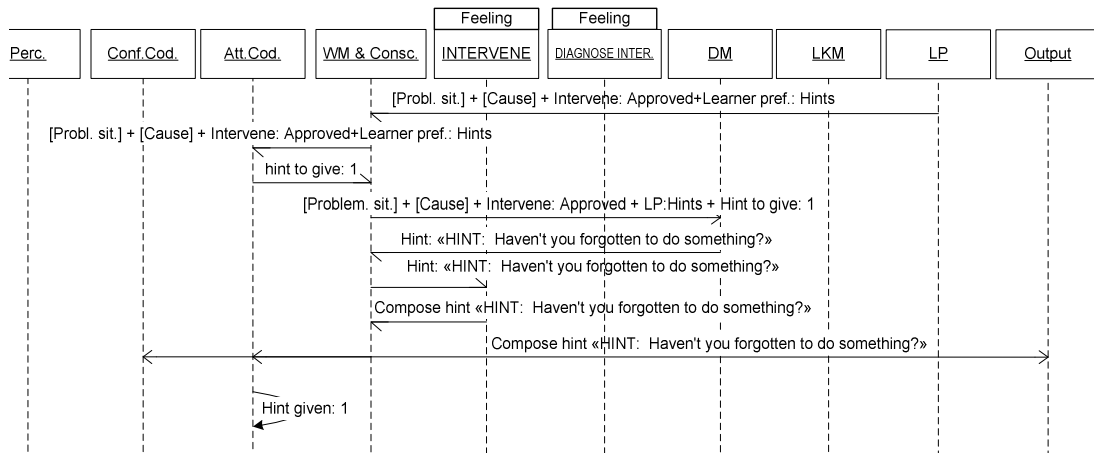 Feeling
Feeling
Perc.
Conf.Cod.
Att.Cod.
WM & Consc.
INTERVENE
DIAGNOSE INTER.
DM
LKM
LP
Output
[Probl. sit.] + [Cause] + Intervene: Approved+Learner pref.: Hints
[Probl. sit.] + [Cause] + Intervene: Approved+Learner pref.: Hints
hint to give: 1
[Problem. sit.] + [Cause] + Intervene: Approved + LP:Hints + Hint to give: 1
Hint: «HINT:  Haven't you forgotten to do something?»
Hint: «HINT:  Haven't you forgotten to do something?»
Compose hint «HINT:  Haven't you forgotten to do something?»
Compose hint «HINT:  Haven't you forgotten to do something?»
Hint given: 1